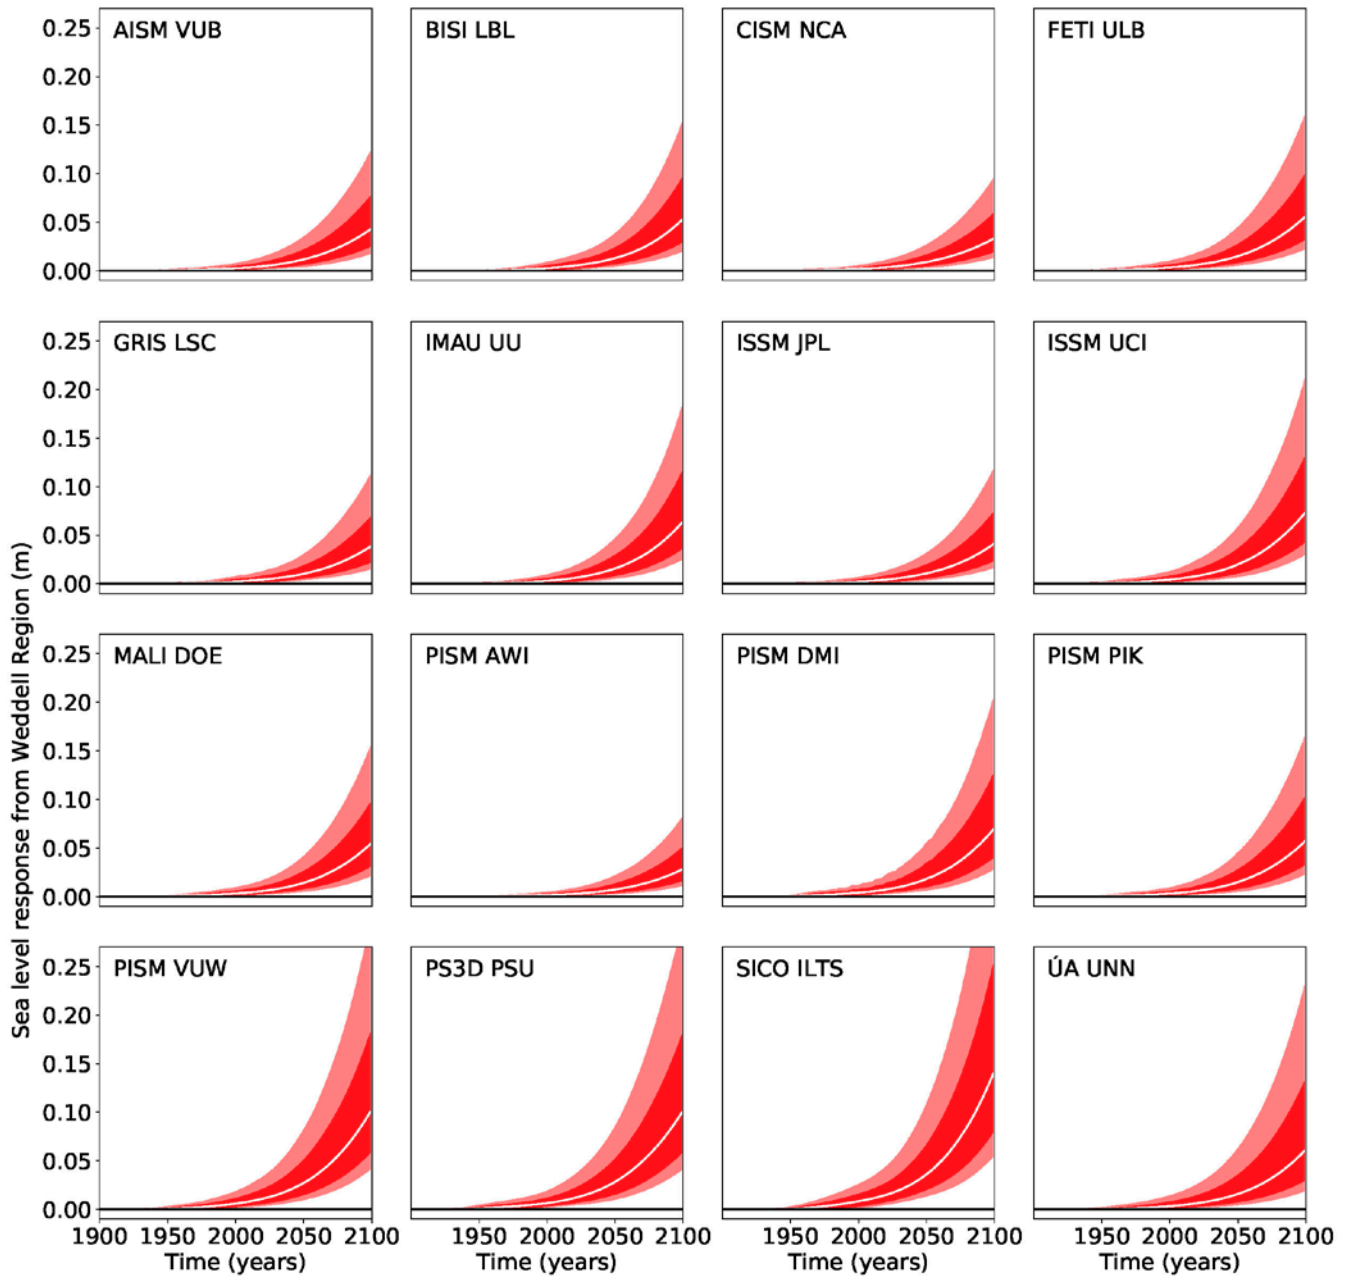 Sea level response from Weddell Region (m)
0.25
0.20
0.15
0.10
0.05
0.00
AISM VUB
BISI LBL
CISM NCA
FETI ULB
0.25
0.20
0.15
0.10
0.05
0.00
GRIS LSC
IMAU UU
ISSM JPL
ISSM UCI
0.25
0.20
0.15
0.10
0.05
0.00
MALI DOE
PISM AWI
PISM DMI
PISM PIK
0.25
0.20
0.15
0.10
0.05
0.00
PISM VUW
PS3D PSU
SICO ILTS
ÚA UNN
1900 1950 2000 2050 2100
1950 2000 2050 2100
1950 2000 2050 2100
1950 2000 2050 2100
Time (years)
Time (years)
Time (years)
Time (years)